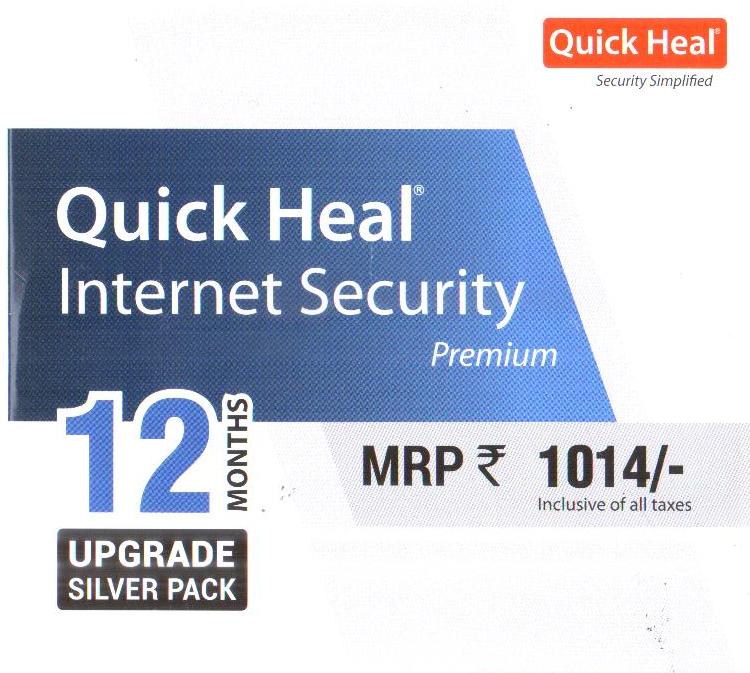 Quick Heal®
Security Simplified
Quick Heal®
Internet Security
Premium
12 MONTHS
MRP ₹ 1014/-
Inclusive of all taxes
UPGRADE
SILVER PACK